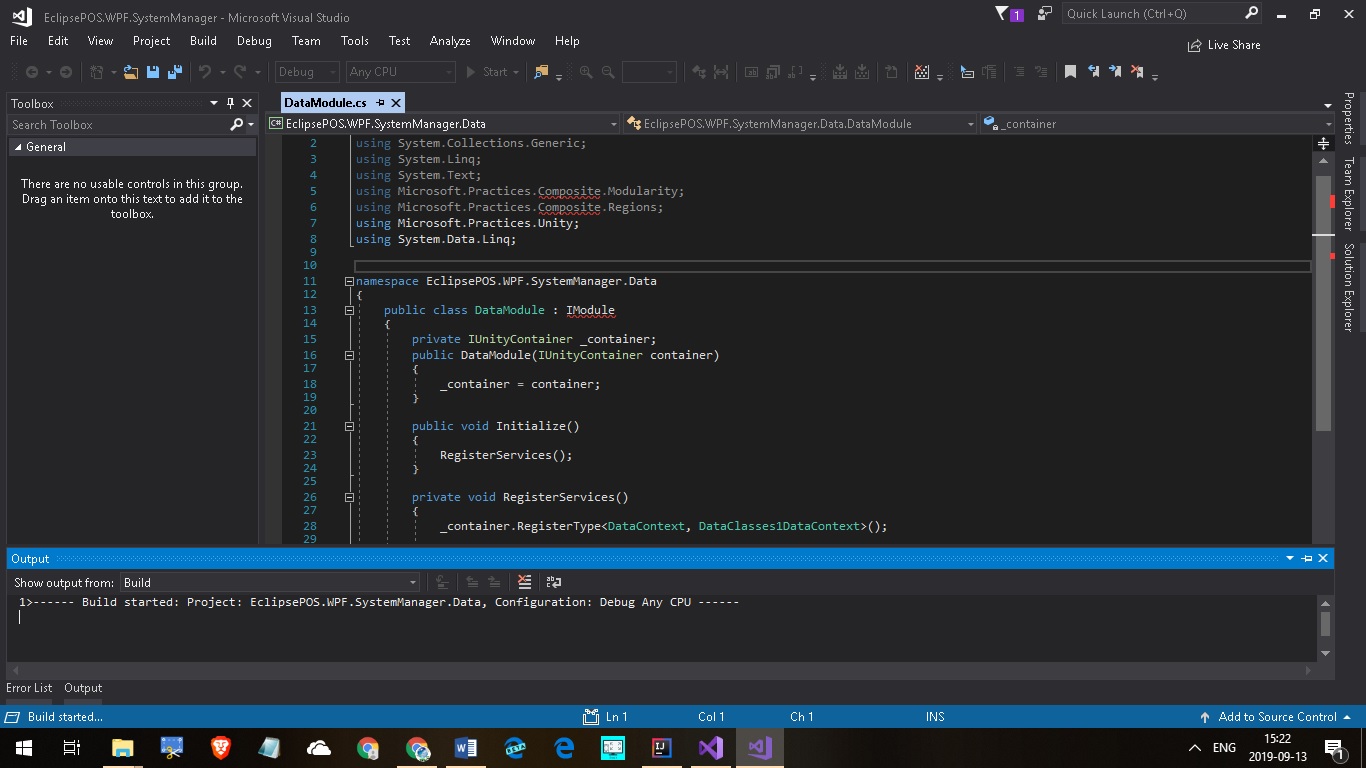 EclipsePOS.WPF.SystemManager - Microsoft Visual Studio
1
Quick Launch (Ctrl+Q)
File Edit View Project Build Debug Team Tools Test Analyze Window Help
Live Share
Debug Any CPU Start
Toolbox
Search Toolbox
General
There are no usable controls in this group.
Drag an item onto this text to add it to the
toolbox.
DataModule.cs
C# EclipsePOS.WPF.SystemManager.Data
EclipsePOS.WPF.SystemManager.Data.DataModule
_container
2 using System.Collections.Generic;
3 using System.Linq;
4 using System.Text;
5 using Microsoft.Practices.Composite.Modularity;
6 using Microsoft.Practices.Composite.Regions;
7 using Microsoft.Practices.Unity;
8 using System.Data.Linq;
9
10
11 namespace EclipsePOS.WPF.SystemManager.Data
12 {
13 public class DataModule : IModule
14 {
15 private IUnityContainer _container;
16 public DataModule(IUnityContainer container)
17 {
18 _container = container;
19 }
20
21 public void Initialize()
22 {
23 RegisterServices();
24 }
25
26 private void RegisterServices()
27 {
28 _container.RegisterType<DataContext, DataClasses1DataContext>();
29
Properties
Team Explorer
Solution Explorer
Output
Show output from: Build
1>------ Build started: Project: EclipsePOS.WPF.SystemManager.Data, Configuration: Debug Any CPU ------
Error List Output
Build started...
Ln 1 Col 1 Ch 1 INS
Add to Source Control
BETA
IJ
ENG
15:22
2019-09-13
1